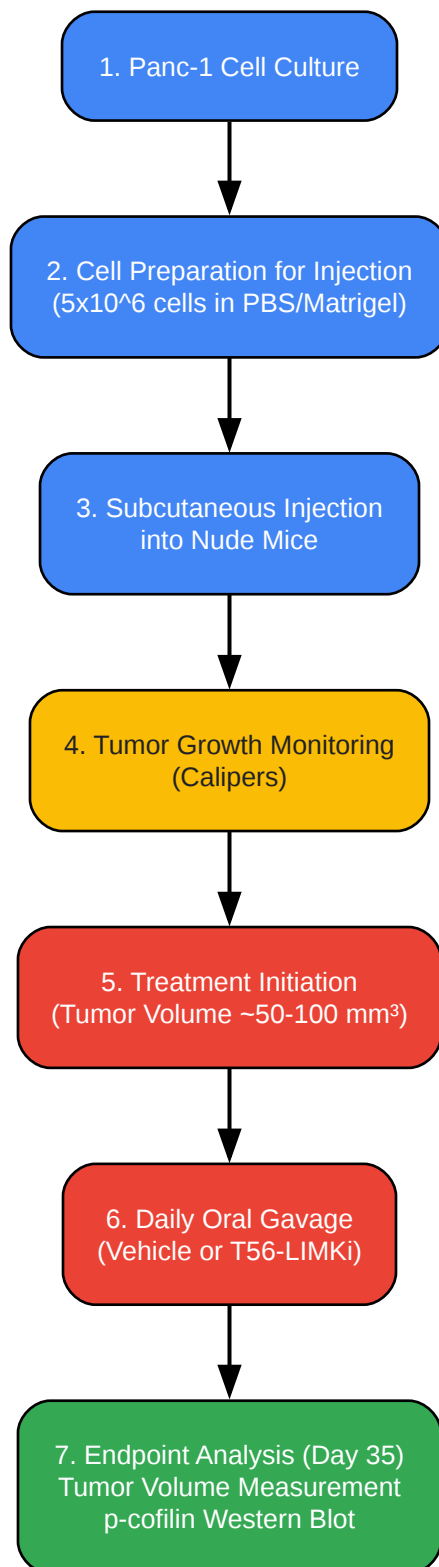 1. Panc-1 Cell Culture
2. Cell Preparation for Injection
(5x10^6 cells in PBS/Matrigel)
3. Subcutaneous Injection
into Nude Mice
4. Tumor Growth Monitoring
(Calipers)
5. Treatment Initiation
(Tumor Volume ~50-100 mm³)
6. Daily Oral Gavage
(Vehicle or T56-LIMKi)
7. Endpoint Analysis (Day 35)
Tumor Volume Measurement
p-cofilin Western Blot